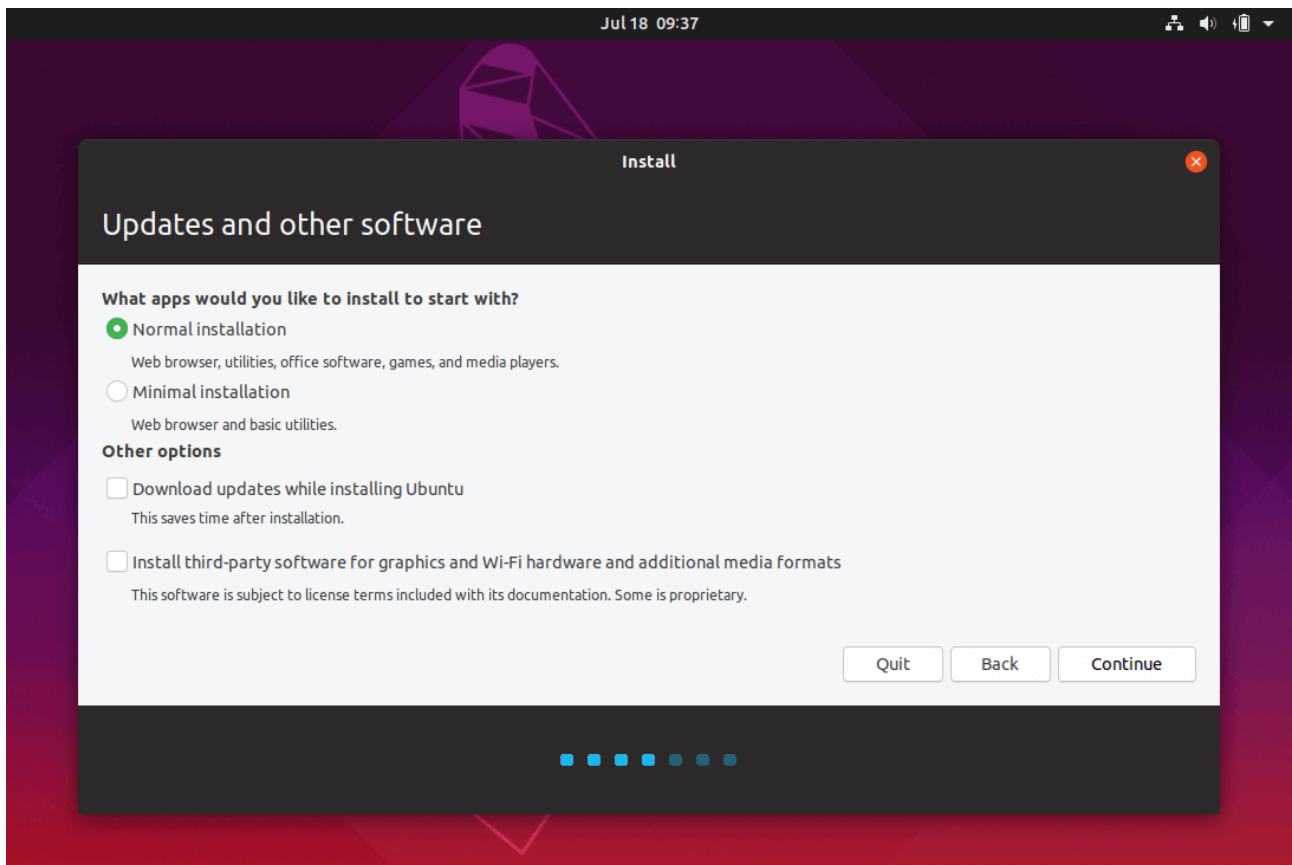 Jul 18 09:37
Install
Updates and other software
What apps would you like to install to start with?
Normal installation
Web browser, utilities, office software, games, and media players.
Minimal installation
Web browser and basic utilities.
Other options
Download updates while installing Ubuntu
This saves time after installation.
Install third-party software for graphics and Wi-Fi hardware and additional media formats
This software is subject to license terms included with its documentation. Some is proprietary.
Quit Back Continue